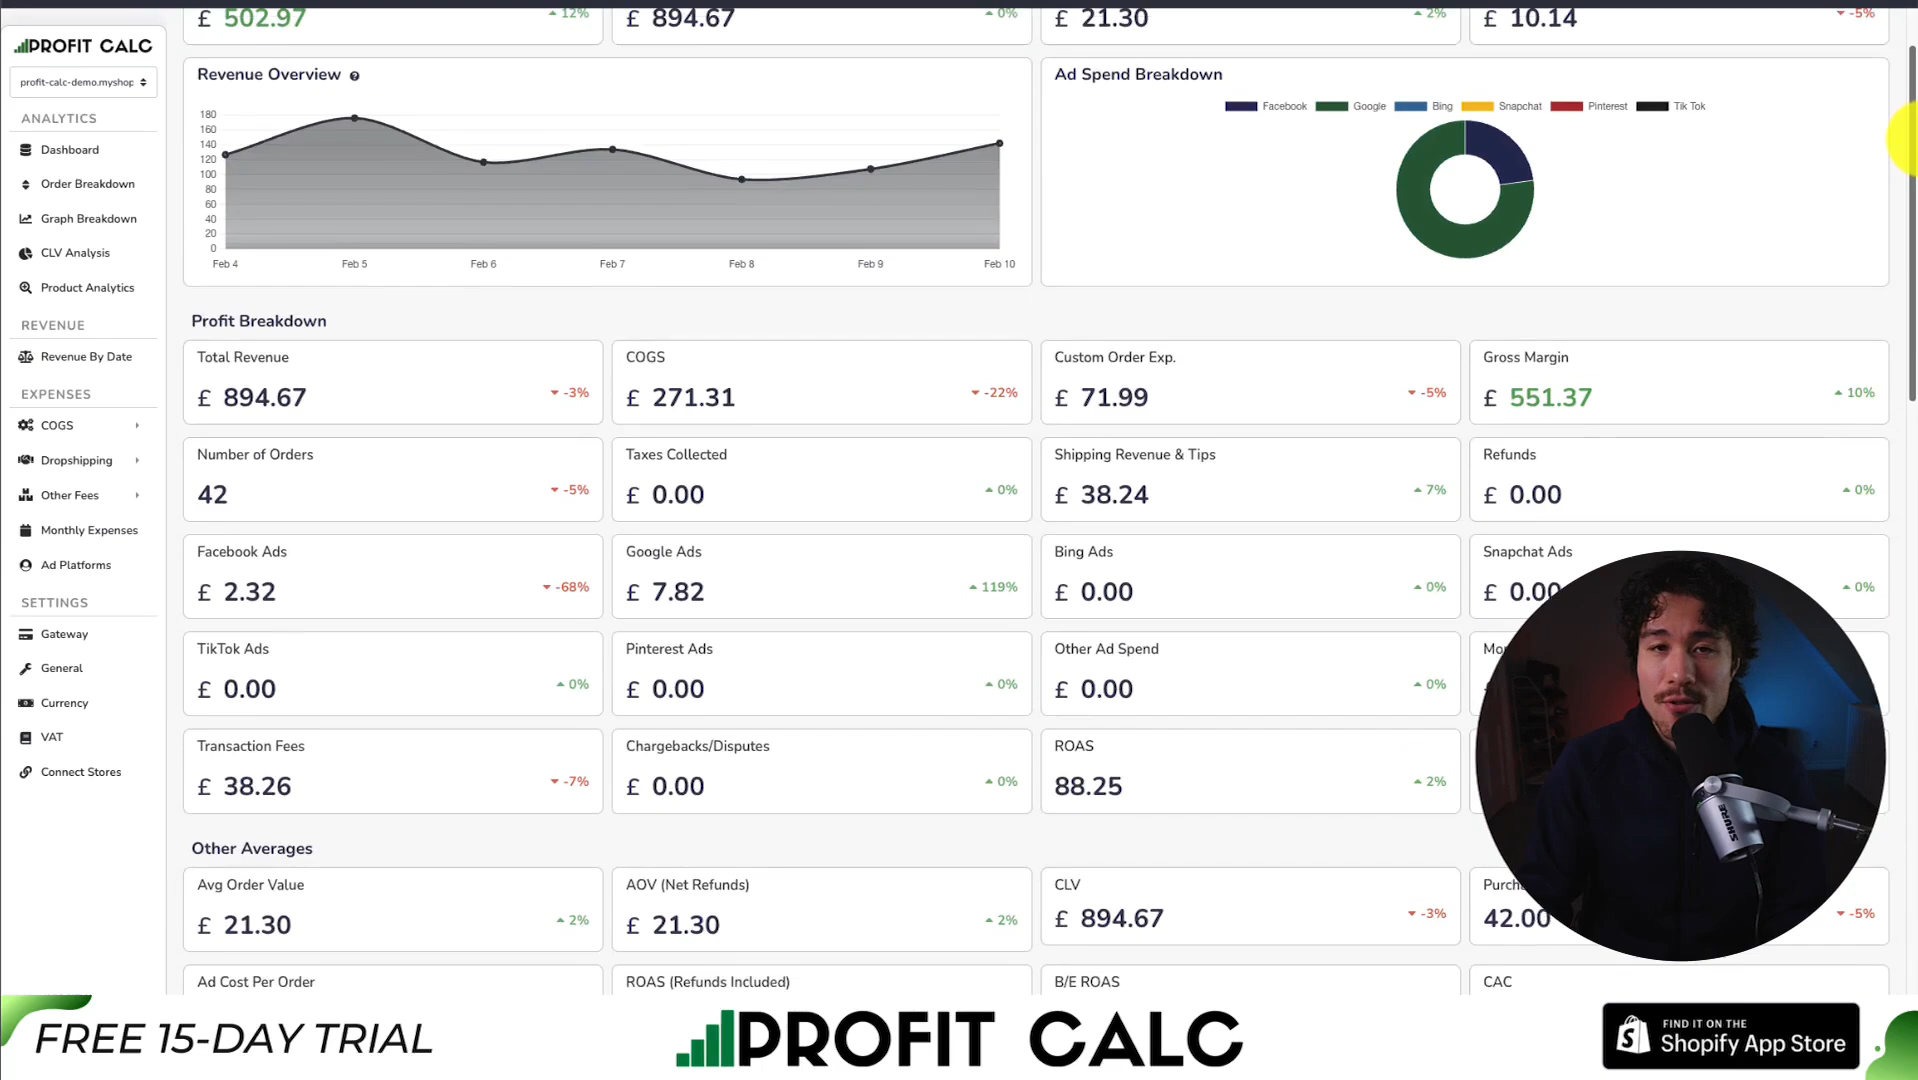 £ 502.97 12%
£ 894.67 0%
£ 21.30 2%
£ 10.14 -5%
PROFIT CALC
profit-calc-demo.myshop
ANALYTICS
Dashboard
Order Breakdown
Graph Breakdown
CLV Analysis
Product Analytics
REVENUE
Revenue By Date
EXPENSES
COGS
Dropshipping
Other Fees
Monthly Expenses
Ad Platforms
SETTINGS
Gateway
General
Currency
VAT
Connect Stores
Revenue Overview
180
160
140
120
100
80
60
40
20
0
Feb 4 Feb 5 Feb 6 Feb 7 Feb 8 Feb 9 Feb 10
Ad Spend Breakdown
Facebook Google Bing Snapchat Pinterest Tik Tok
Profit Breakdown
Total Revenue
£ 894.67 -3%
COGS
£ 271.31 -22%
Custom Order Exp.
£ 71.99 -5%
Gross Margin
£ 551.37 10%
Number of Orders
42 -5%
Taxes Collected
£ 0.00 0%
Shipping Revenue & Tips
£ 38.24 7%
Refunds
£ 0.00 0%
Facebook Ads
£ 2.32 -68%
Google Ads
£ 7.82 119%
Bing Ads
£ 0.00 0%
Snapchat Ads
£ 0.00 0%
TikTok Ads
£ 0.00 0%
Pinterest Ads
£ 0.00 0%
Other Ad Spend
£ 0.00 0%
Transaction Fees
£ 38.26 -7%
Chargebacks/Disputes
£ 0.00 0%
ROAS
88.25 2%
Other Averages
Avg Order Value
£ 21.30 2%
AOV (Net Refunds)
£ 21.30 2%
CLV
£ 894.67 -3%
42.00 -5%
Ad Cost Per Order
ROAS (Refunds Included)
B/E ROAS
CAC
SHURE
FREE 15-DAY TRIAL
PROFIT CALC
FIND IT ON THE
Shopify App Store